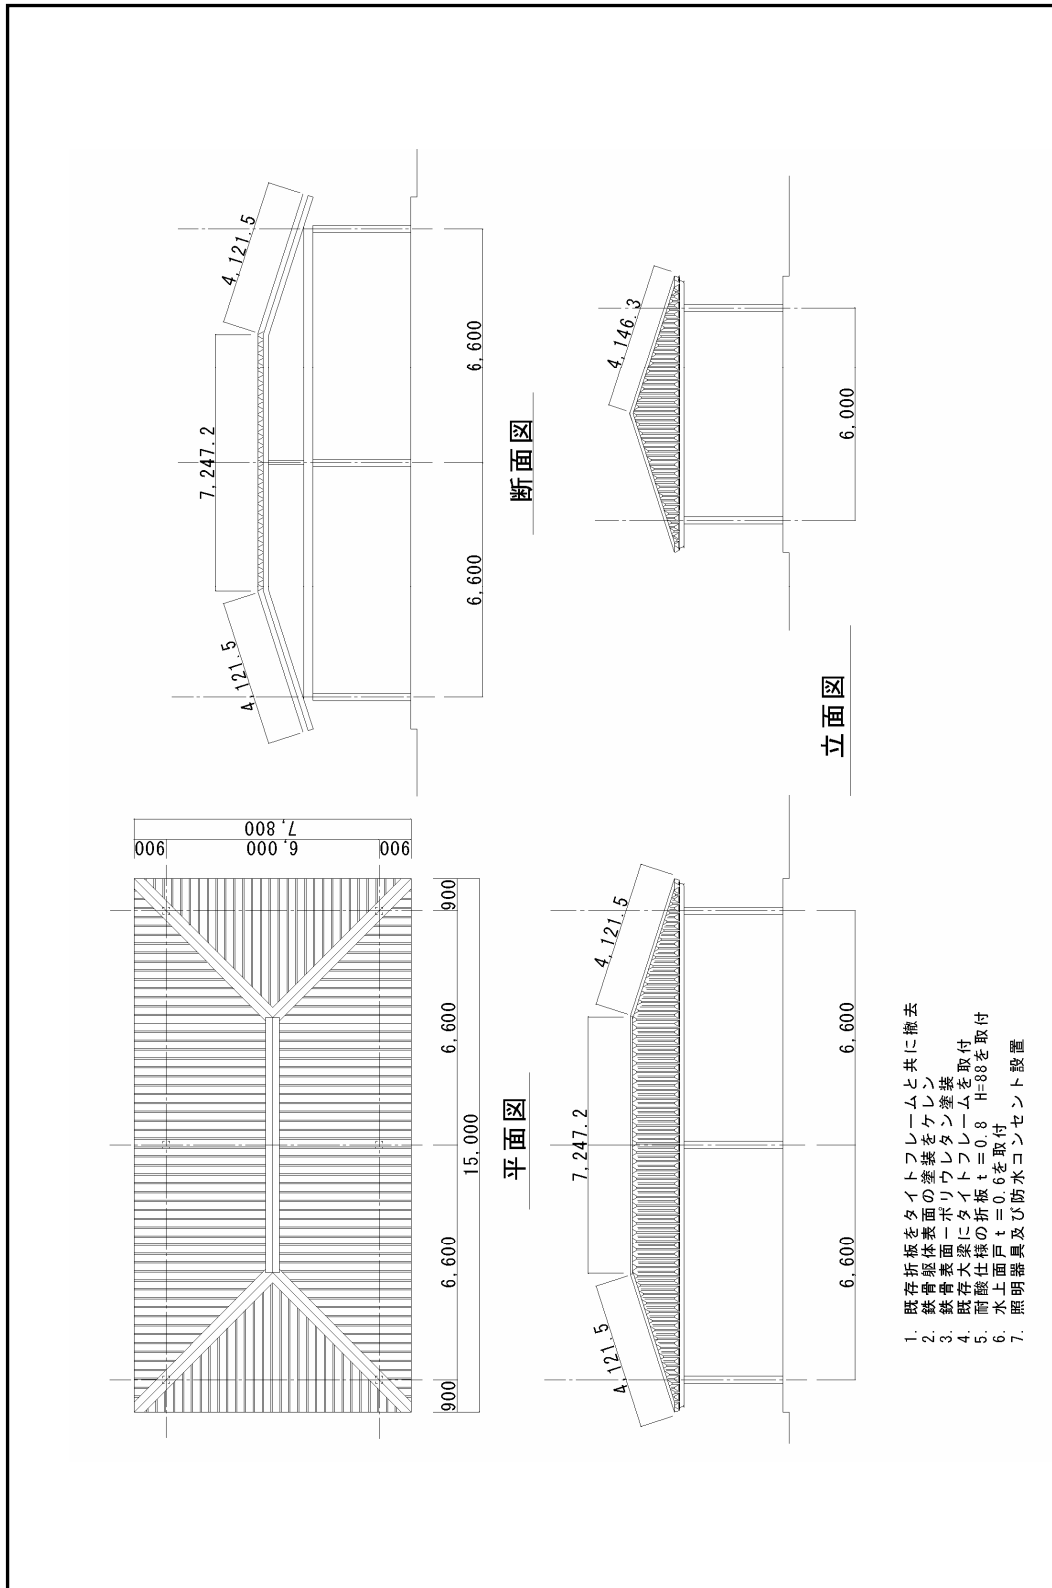 7,800
900
6,000
900
900
6,600
6,600
900
15,000
平面図
4,121.5
7,247.2
4,121.5
6,600
6,600
断面図
4,121.5
7,247.2
4,121.5
6,600
6,600
4,146.3
6,000
立面図
1. 既存折板をタイトフレームと共に撤去
2. 鉄骨躯体表面の塗装をケレン
3. 鉄骨表面ーポリウレタン塗装
4. 既存大梁にタイトフレームを取付
5. 耐酸仕様の折板 t=0.8 H=88を取付
6. 水上面戸 t=0.6を取付
7. 照明器具及び防水コンセント設置